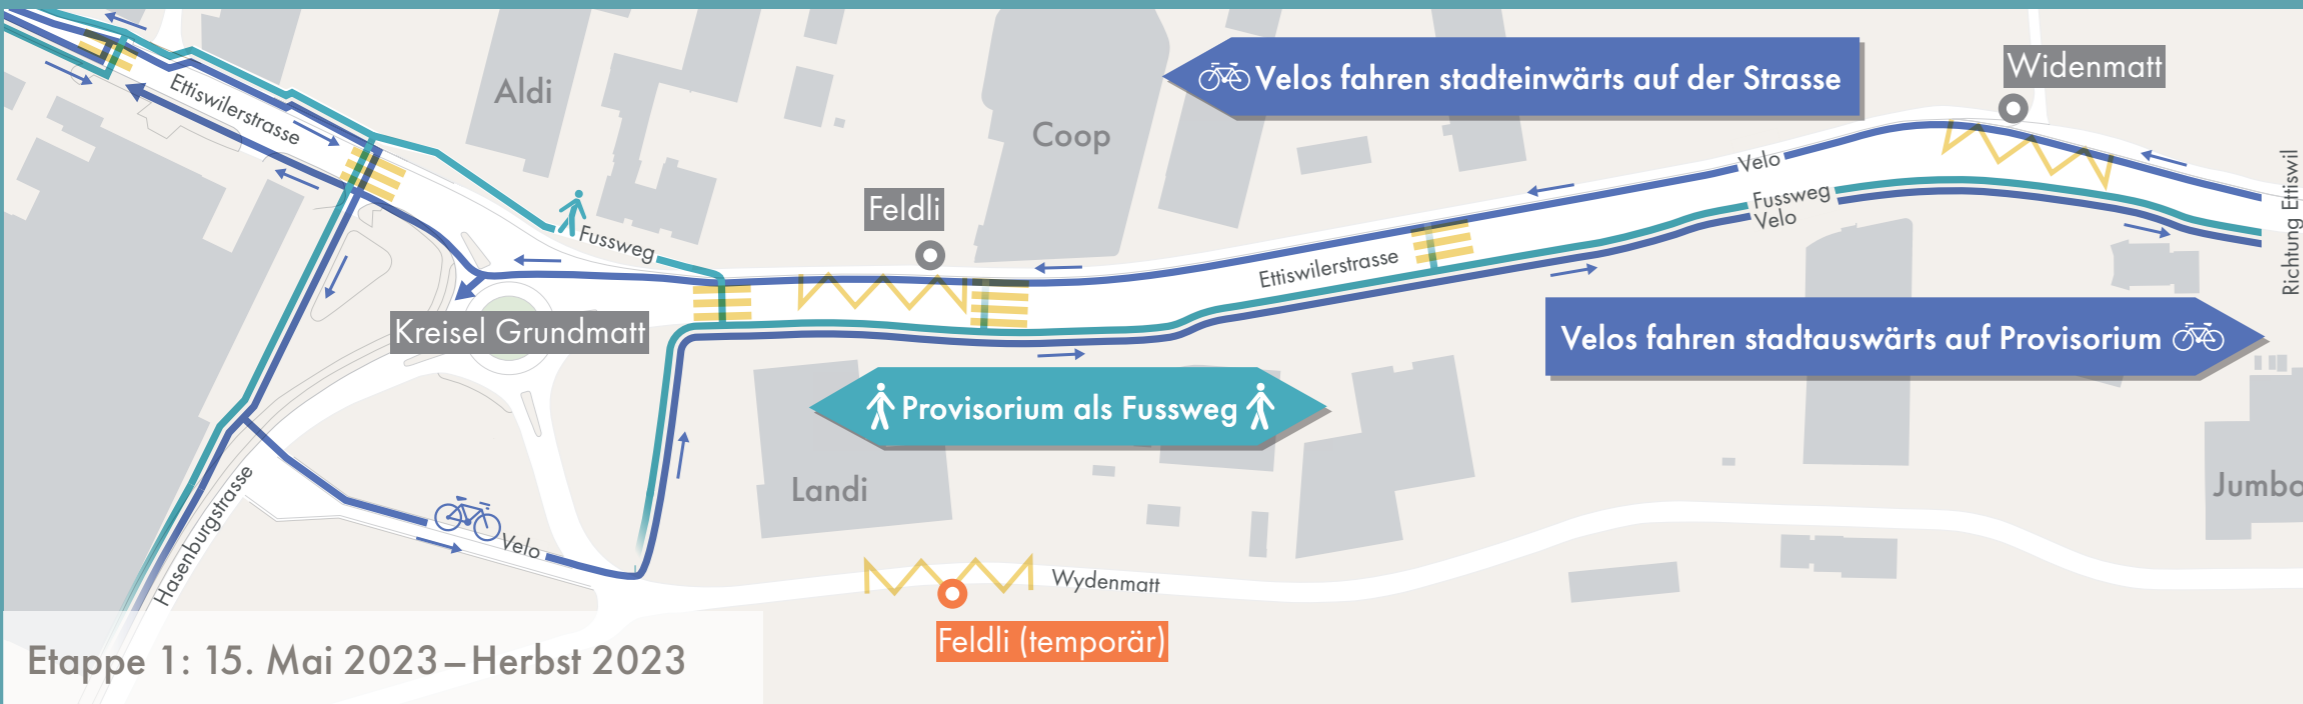 Velos fahren stadteinwärts auf der Strasse
Widenmatt
Aldi
Ettiswilerstrasse
Coop
Velo
Fussweg
Velo
Feldli
Fussweg
Ettiswilerstrasse
Richtung Ettiswil
Kreisel Grundmatt
Velos fahren stadtauswärts auf Provisorium
Provisorium als Fussweg
Landi
Jumbo
Hasenburgstrasse
Velo
Wydenmatt
Feldli (temporär)
Etappe 1: 15. Mai 2023 – Herbst 2023